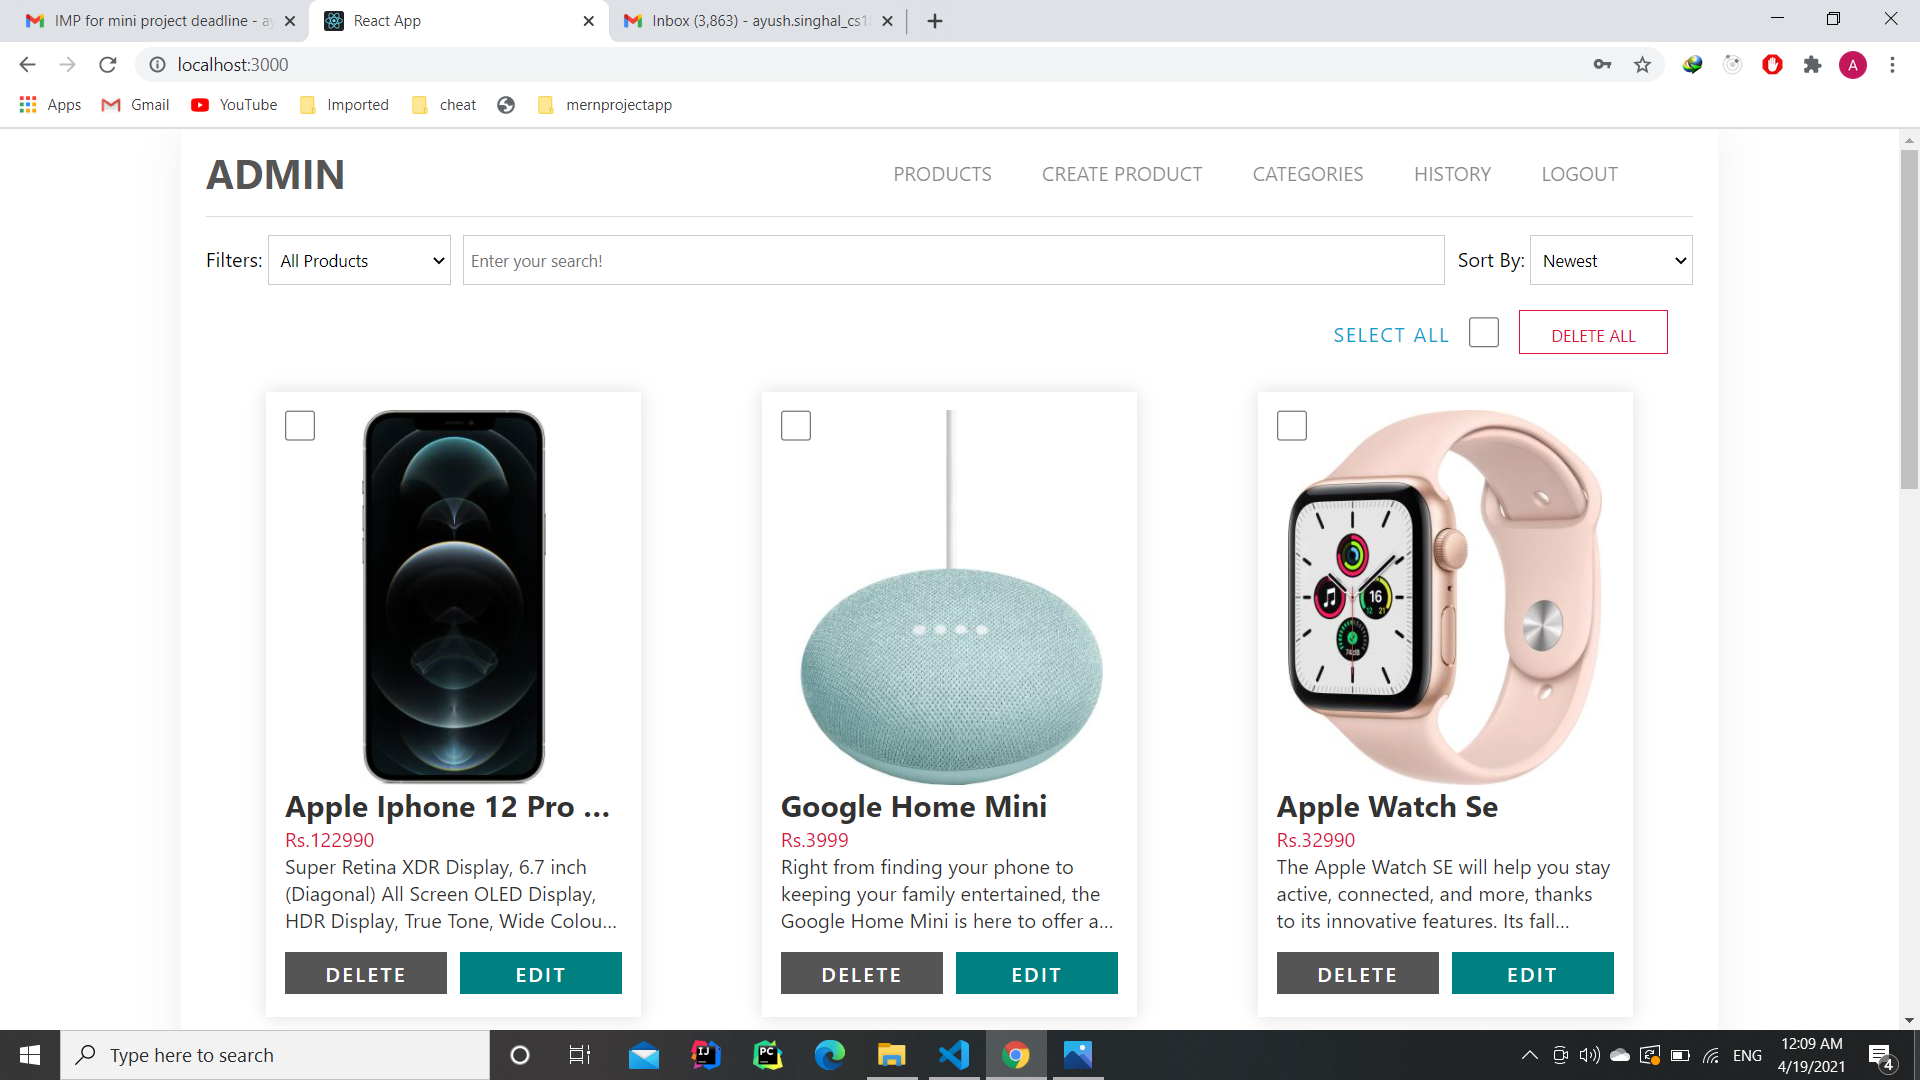 IMP for mini project deadline - ay
React App
Inbox (3,863) - ayush.singhal_cs18
localhost:3000
A
Apps
Gmail
YouTube
Imported
cheat
mernprojectapp
ADMIN
PRODUCTS
CREATE PRODUCT
CATEGORIES
HISTORY
LOGOUT
Filters:
All Products
Enter your search!
Sort By:
Newest
SELECT ALL
DELETE ALL
16
Apple Iphone 12 Pro ...
Rs.122990
Super Retina XDR Display, 6.7 inch
(Diagonal) All Screen OLED Display,
HDR Display, True Tone, Wide Colou...
DELETE
EDIT
Google Home Mini
Rs.3999
Right from finding your phone to
keeping your family entertained, the
Google Home Mini is here to offer a...
DELETE
EDIT
Apple Watch Se
Rs.32990
The Apple Watch SE will help you stay
active, connected, and more, thanks
to its innovative features. Its fall...
DELETE
EDIT
Type here to search
IJ
PC
ENG
12:09 AM
4/19/2021
4